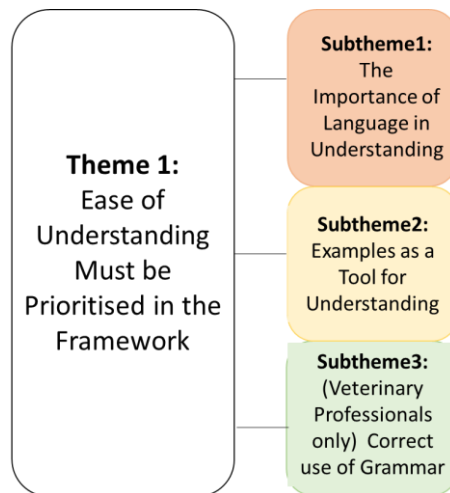 Theme 1:
Ease of
Understanding
Must be
Prioritised in the
Framework
Subtheme1:
The
Importance of
Language in
Understanding
Subtheme2:
Examples as a
Tool for
Understanding
Subtheme3:
(Veterinary
Professionals
only)  Correct
use of Grammar